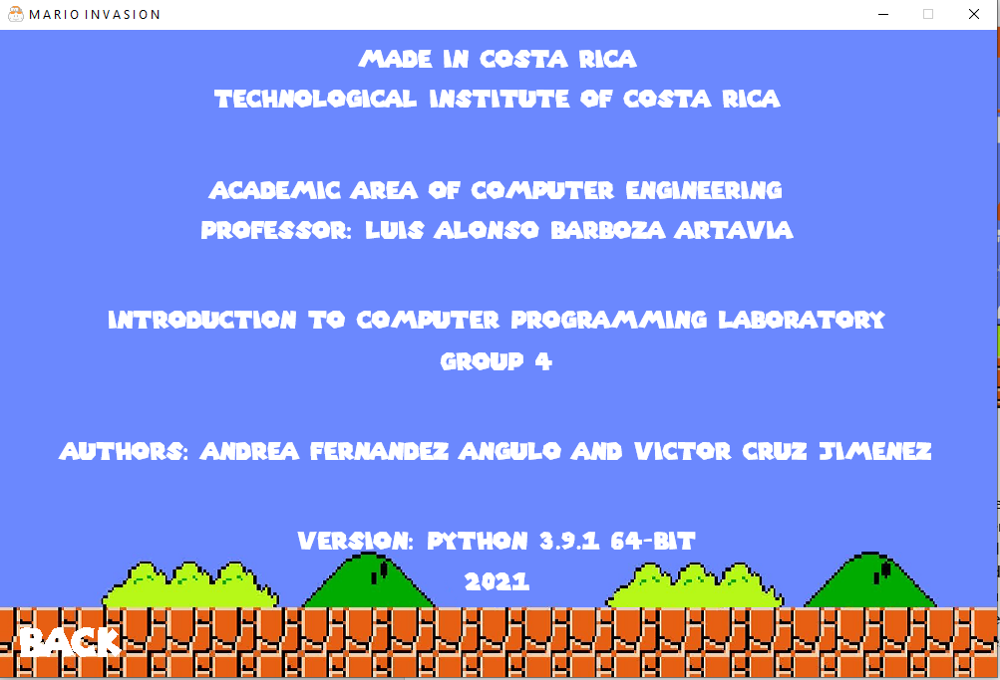 MARIO INVASION
MADE IN COSTA RICA
TECHNOLOGICAL INSTITUTE OF COSTA RICA
ACADEMIC AREA OF COMPUTER ENGINEERING
PROFESSOR: LUIS ALONSO BARBOZA ARTAVIA
INTRODUCTION TO COMPUTER PROGRAMMING LABORATORY
GROUP 4
AUTHORS: ANDREA FERNANDEZ ANGULO AND VICTOR CRUZ JIMENEZ
VERSION: PYTHON 3.9.1 64-BIT
2021
BACK